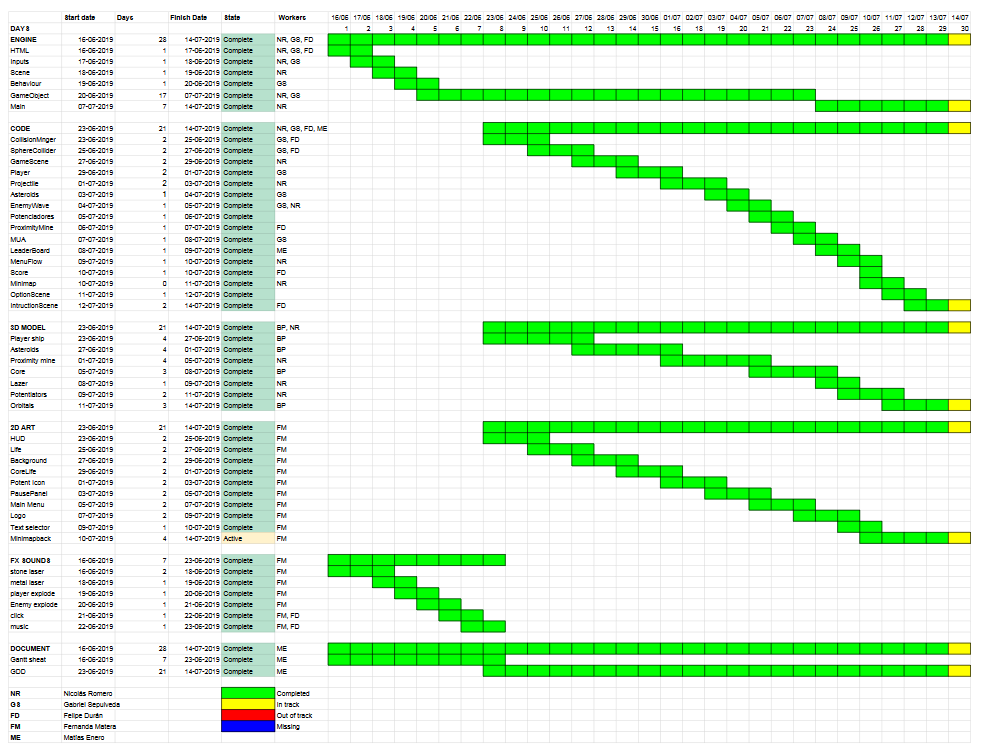 Start date Days Finish Date State Workers 16/06 17/06 18/06 19/06 20/06 21/06 22/06 23/06 24/06 25/06 26/06 27/06 28/06 29/06 30/06 01/07 02/07 03/07 04/07 05/07 06/07 07/07 08/07 09/07 10/07 11/07 12/07 13/07 14/07
DAYS 1 2 3 4 5 6 7 8 9 10 11 12 13 14 15 16 17 18 19 20 21 22 23 24 25 26 28 29 30
ENGINE 16-06-2019 28 14-07-2019 Complete NR, GS, FD
HTML 16-06-2019 1 17-06-2019 Complete NR, GS, FD
Inputs 17-06-2019 1 18-06-2019 Complete NR, GS
Scene 18-06-2019 1 19-06-2019 Complete NR
Behaviour 19-06-2019 1 20-06-2019 Complete GS
GameObject 20-06-2019 17 07-07-2019 Complete NR, GS
Main 07-07-2019 7 14-07-2019 Complete NR
CODE 23-06-2019 21 14-07-2019 Complete NR, GS, FD, ME
CollisionMnger 23-06-2019 2 25-06-2019 Complete GS, FD
SphereCollider 25-06-2019 2 27-06-2019 Complete GS, FD
GameScene 27-06-2019 2 29-06-2019 Complete NR
Player 29-06-2019 2 01-07-2019 Complete GS
Projectile 01-07-2019 2 03-07-2019 Complete NR
Asteroids 03-07-2019 1 04-07-2019 Complete GS
EnemyWave 04-07-2019 1 05-07-2019 Complete GS, NR
Potenciadores 05-07-2019 1 06-07-2019 Complete
ProximityMine 06-07-2019 1 07-07-2019 Complete FD
MUA 07-07-2019 1 08-07-2019 Complete GS
LeaderBoard 08-07-2019 1 09-07-2019 Complete ME
MenuFlow 09-07-2019 1 10-07-2019 Complete NR
Score 10-07-2019 1 10-07-2019 Complete FD
Minimap 10-07-2019 0 11-07-2019 Complete NR
OptionScene 11-07-2019 1 12-07-2019 Complete
IntructionScene 12-07-2019 2 14-07-2019 Complete FD
3D MODEL 23-06-2019 21 14-07-2019 Complete BP, NR
Player ship 23-06-2019 4 27-06-2019 Complete BP
Asteroids 27-06-2019 4 01-07-2019 Complete BP
Proximity mine 01-07-2019 4 05-07-2019 Complete NR
Core 05-07-2019 3 08-07-2019 Complete BP
Lazer 08-07-2019 1 09-07-2019 Complete NR
Potentiators 09-07-2019 2 11-07-2019 Complete NR
Orbitals 11-07-2019 3 14-07-2019 Complete BP
2D ART 23-06-2019 21 14-07-2019 Complete FM
HUD 23-06-2019 2 25-06-2019 Complete FM
Life 25-06-2019 2 27-06-2019 Complete FM
Background 27-06-2019 2 29-06-2019 Complete FM
CoreLife 29-06-2019 2 01-07-2019 Complete FM
Potent Icon 01-07-2019 2 03-07-2019 Complete FM
PausePanel 03-07-2019 2 05-07-2019 Complete FM
Main Menu 05-07-2019 2 07-07-2019 Complete FM
Logo 07-07-2019 2 09-07-2019 Complete FM
Text selector 09-07-2019 1 10-07-2019 Complete FM
Minimapback 10-07-2019 4 14-07-2019 Active FM
FX SOUNDS 16-06-2019 7 23-06-2019 Complete FM
stone laser 16-06-2019 2 18-06-2019 Complete FM
metal laser 18-06-2019 1 19-06-2019 Complete FM
player explode 19-06-2019 1 20-06-2019 Complete FM
Enemy explode 20-06-2019 1 21-06-2019 Complete FM
click 21-06-2019 1 22-06-2019 Complete FM, FD
music 22-06-2019 1 23-06-2019 Complete FM, FD
DOCUMENT 16-06-2019 28 14-07-2019 Complete ME
Gantt sheat 16-06-2019 7 23-06-2019 Complete ME
GDD 23-06-2019 21 14-07-2019 Complete ME
NR Nicolás Romero Completed
GS Gabriel Sepulveda In track
FD Felipe Durán Out of track
FM Fernanda Matera Missing
ME Matías Enero